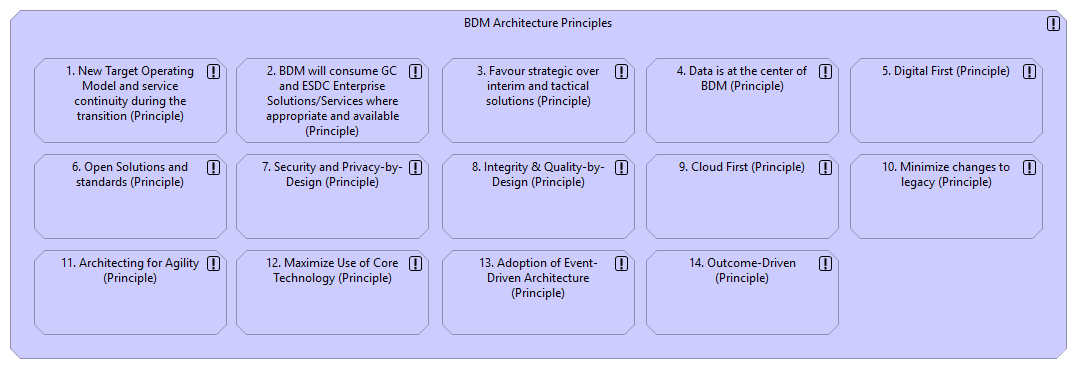 BDM Architecture Principles
1. New Target Operating
Model and service
continuity during the
transition (Principle)
2. BDM will consume GC
and ESDC Enterprise
Solutions/Services where
appropriate and available
(Principle)
3. Favour strategic over
interim and tactical
solutions (Principle)
4. Data is at the center of
BDM (Principle)
5. Digital First (Principle)
6. Open Solutions and
standards (Principle)
7. Security and Privacy-by-
Design (Principle)
8. Integrity & Quality-by-
Design (Principle)
9. Cloud First (Principle)
10. Minimize changes to
legacy (Principle)
11. Architecting for Agility
(Principle)
12. Maximize Use of Core
Technology (Principle)
13. Adoption of Event-
Driven Architecture
(Principle)
14. Outcome-Driven
(Principle)